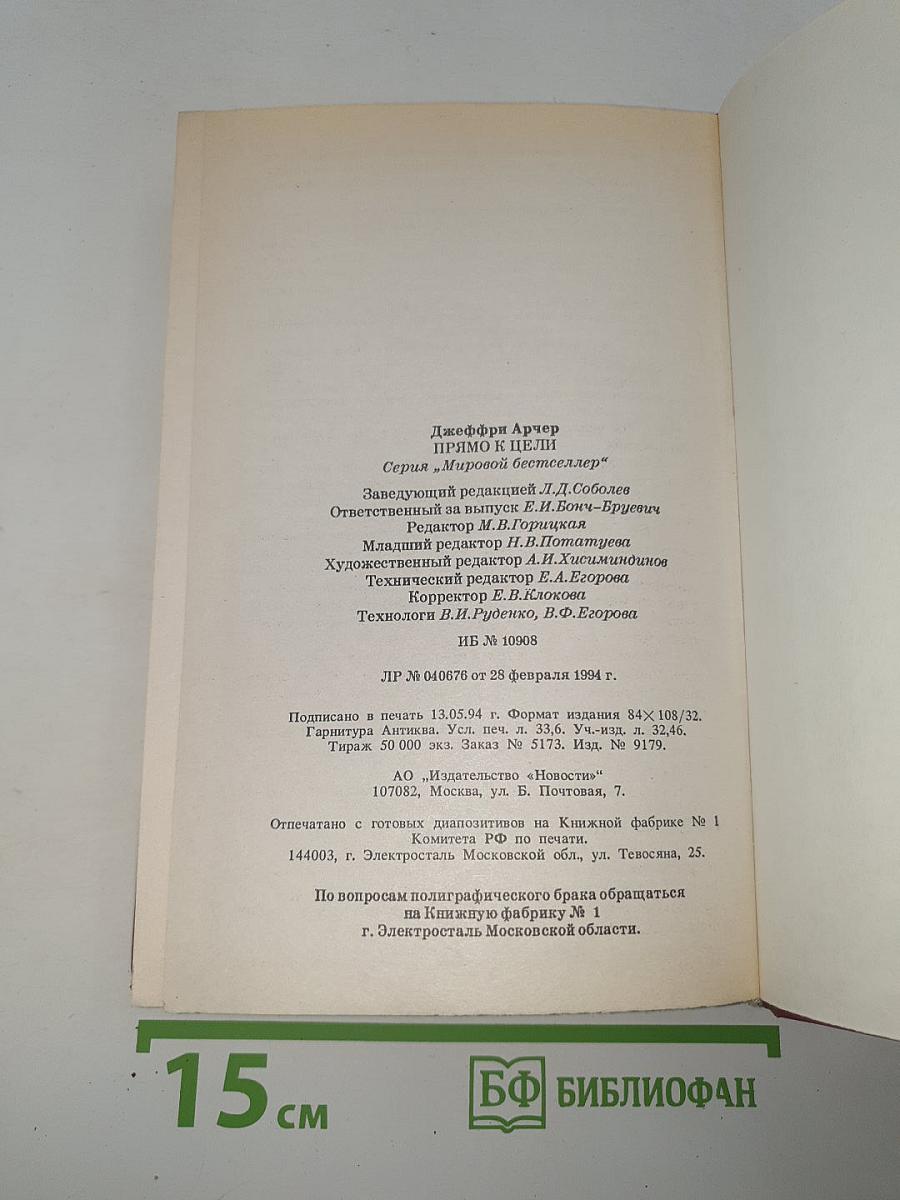 Джеффри Арчер
ПРЯМО К ЦЕЛИ
Серия „Мировой бестселлер“
Заведующий редакцией Л.Д.Соболев
Ответственный за выпуск Е.И.Бонч-Бруевич
Редактор М.В.Горицкая
Младший редактор Н.В.Потатуева
Художественный редактор А.И.Хисиминдинов
Технический редактор Е.А.Егорова
Корректор Е.В.Клокова
Технологи В.И.Руденко, В.Ф.Егорова
ИБ № 10908
ЛР № 040676 от 28 февраля 1994 г.
Подписано в печать 13.05.94 г. Формат издания 84×108/32.
Гарнитура Антиква. Усл. печ. л. 33,6. Уч.-изд. л. 32,46.
Тираж 50 000 экз. Заказ № 5173. Изд. № 9179.
АО „Издательство «Новости»“
107082, Москва, ул. Б. Почтовая, 7.
Отпечатано с готовых диапозитивов на Книжной фабрике № 1
Комитета РФ по печати.
144003, г. Электросталь Московской обл., ул. Тевосяна, 25.
По вопросам полиграфического брака обращаться
на Книжную фабрику № 1
г. Электросталь Московской области.
15 см
БФ БИБЛИОФАН